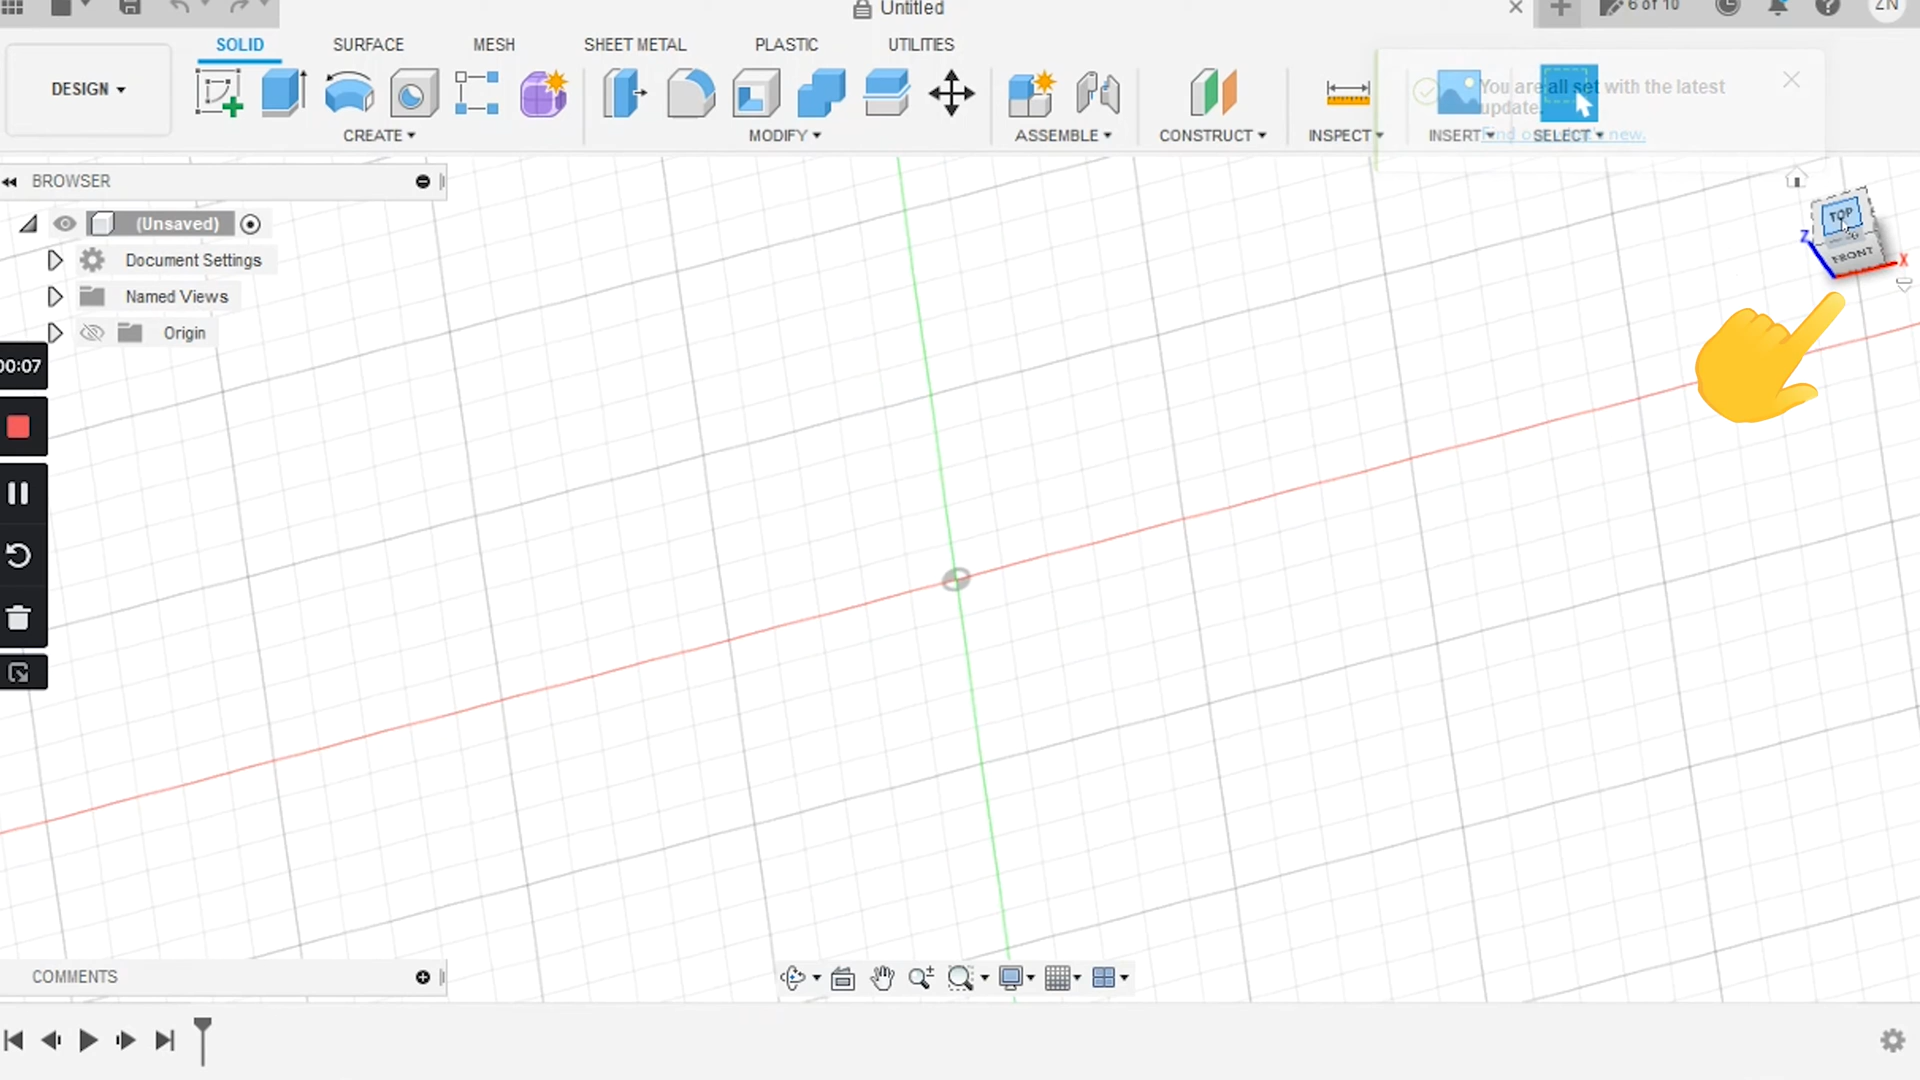 Untitled
6 of 10
ZN
SOLID
SURFACE
MESH
SHEET METAL
PLASTIC
UTILITIES
DESIGN
CREATE
MODIFY
ASSEMBLE
CONSTRUCT
INSPECT
INSERT
SELECT
You are all set with the latest
update.
BROWSER
(Unsaved)
Document Settings
Named Views
Origin
TOP
FRONT
Z
X
00:07
COMMENTS